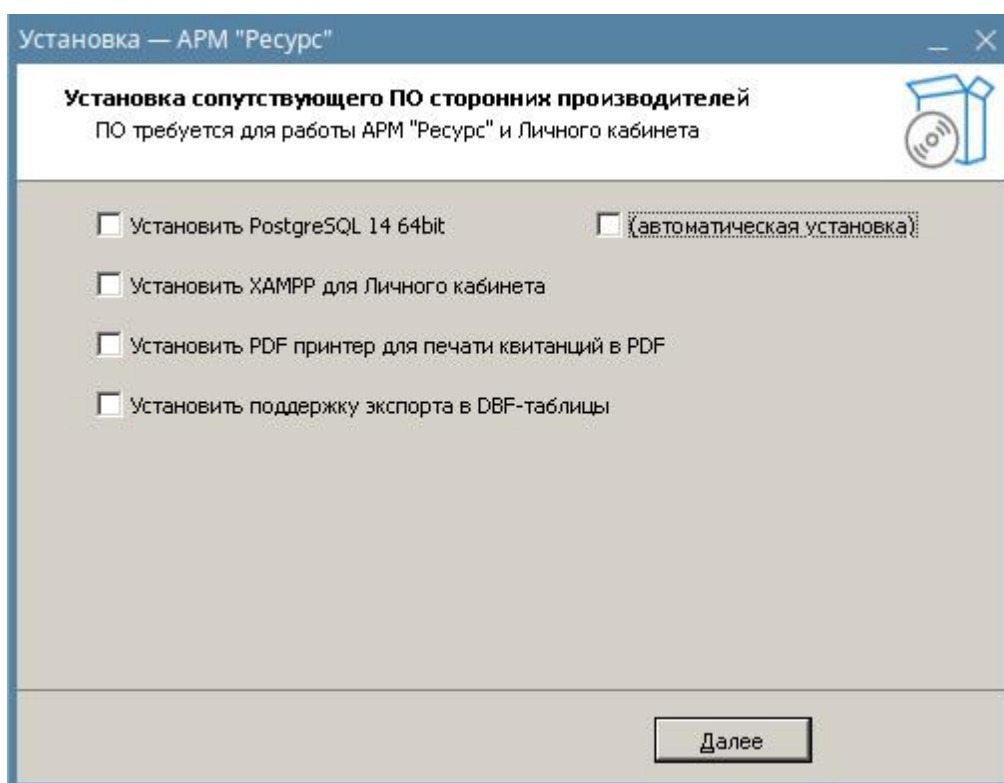 Установка — АРМ "Ресурс"
Установка сопутствующего ПО сторонних производителей
ПО требуется для работы АРМ "Ресурс" и Личного кабинета
Установить PostgreSQL 14 64bit (автоматическая установка)
Установить XAMPP для Личного кабинета
Установить PDF принтер для печати квитанций в PDF
Установить поддержку экспорта в DBF-таблицы
Далее